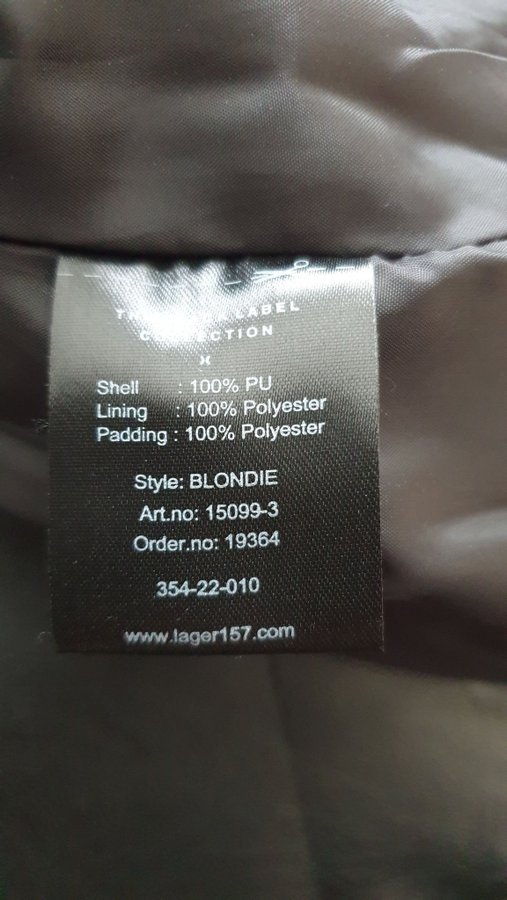 LABEL
Shell : 100% PU
Lining : 100% Polyester
Padding : 100% Polyester
Style: BLONDIE
Art.no: 15099-3
Order.no: 19364
354-22-010
www.lager157.com